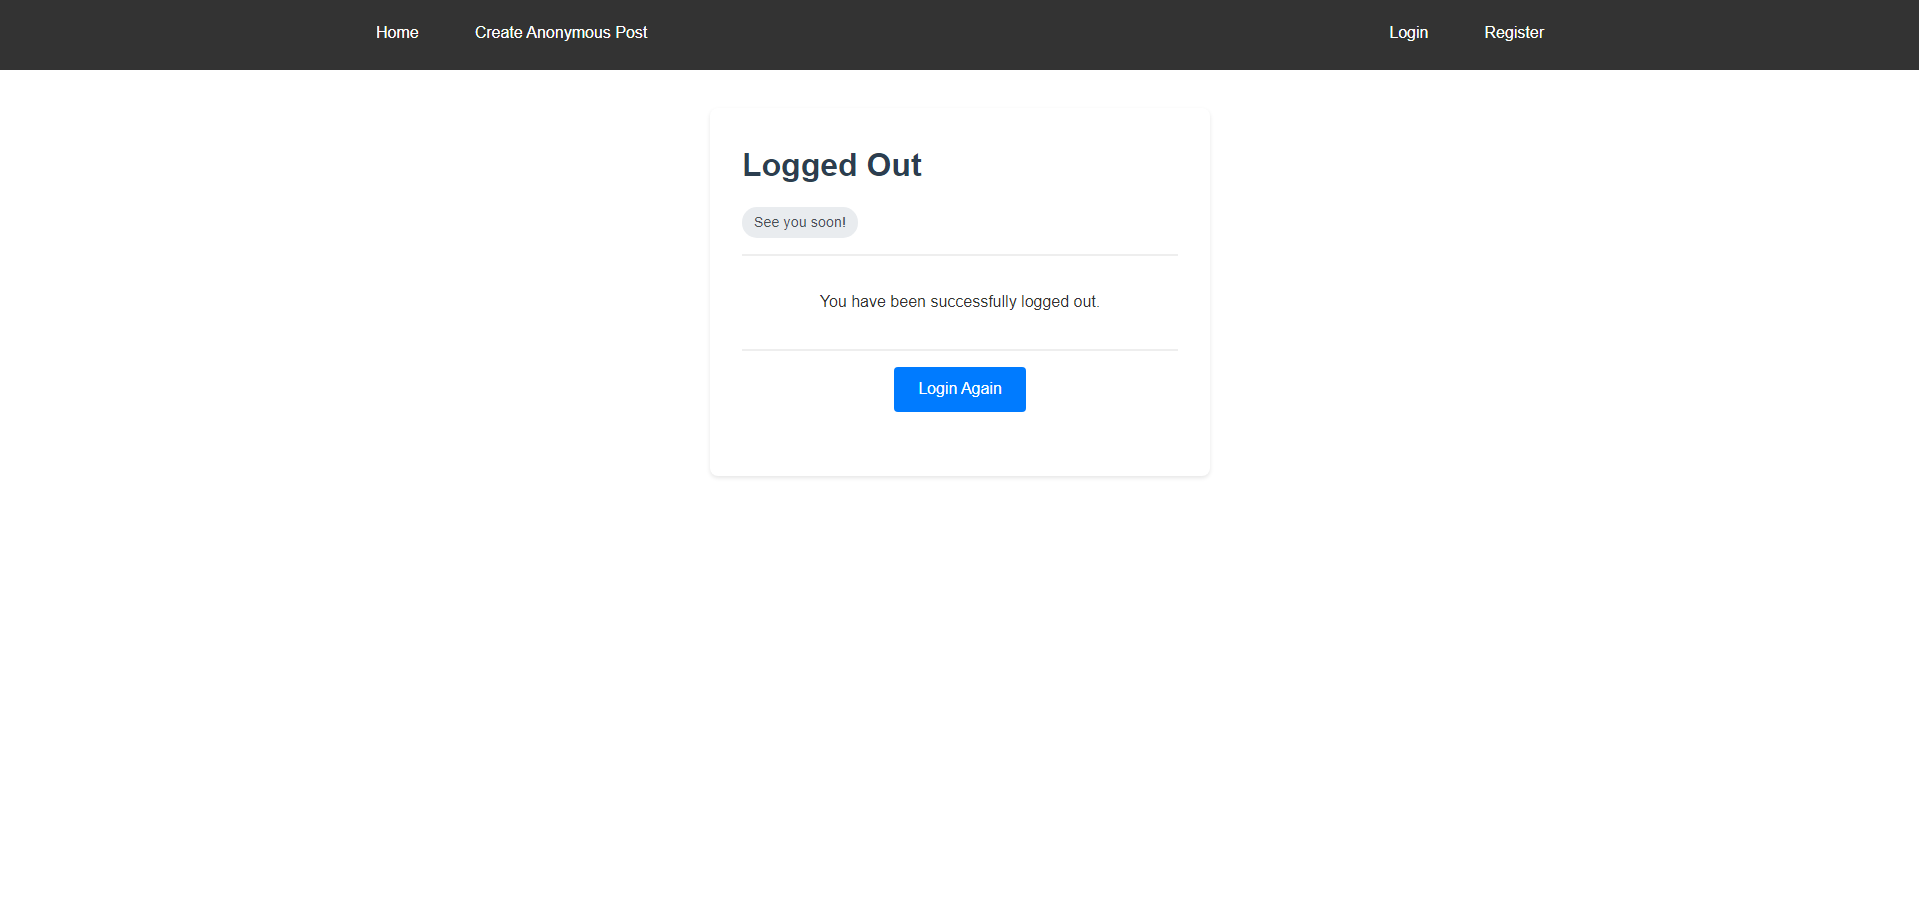 Home Create Anonymous Post Login Register
Logged Out
See you soon!
You have been successfully logged out.
Login Again